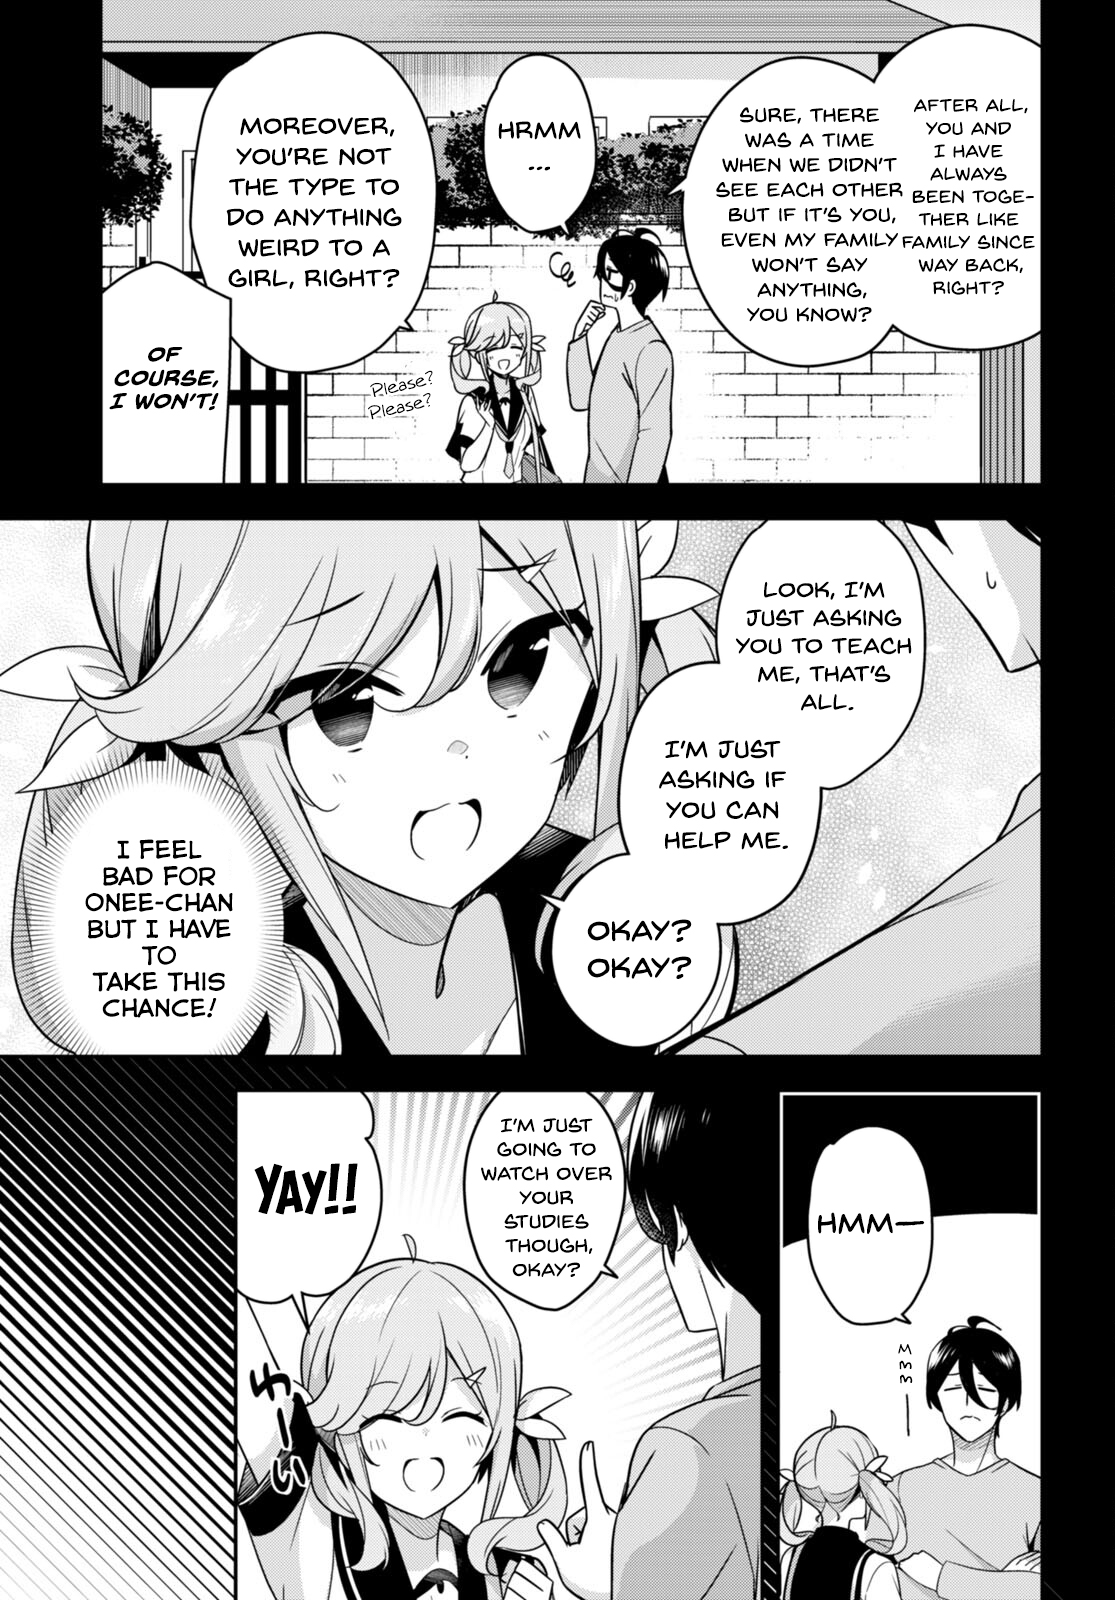 AFTER ALL,
YOU AND
I HAVE
ALWAYS
BEEN TOGE-
THER LIKE
FAMILY SINCE
WAY BACK,
RIGHT?
SURE, THERE
WAS A TIME
WHEN WE DIDN'T
SEE EACH OTHER
BUT IF IT'S YOU,
EVEN MY FAMILY
WON'T SAY
ANYTHING,
YOU KNOW?
HRMM
...
MOREOVER,
YOU'RE NOT
THE TYPE TO
DO ANYTHING
WEIRD TO A
GIRL, RIGHT?
Please?
Please?
OF
COURSE,
I WON'T!
LOOK, I'M
JUST ASKING
YOU TO TEACH
ME, THAT'S
ALL.
I'M JUST
ASKING IF
YOU CAN
HELP ME.
OKAY?
OKAY?
I FEEL
BAD FOR
ONEE-CHAN
BUT I HAVE
TO
TAKE THIS
CHANCE!
HMM—
MMM—
I'M JUST
GOING TO
WATCH OVER
YOUR
STUDIES
THOUGH,
OKAY?
YAY!!
わーい